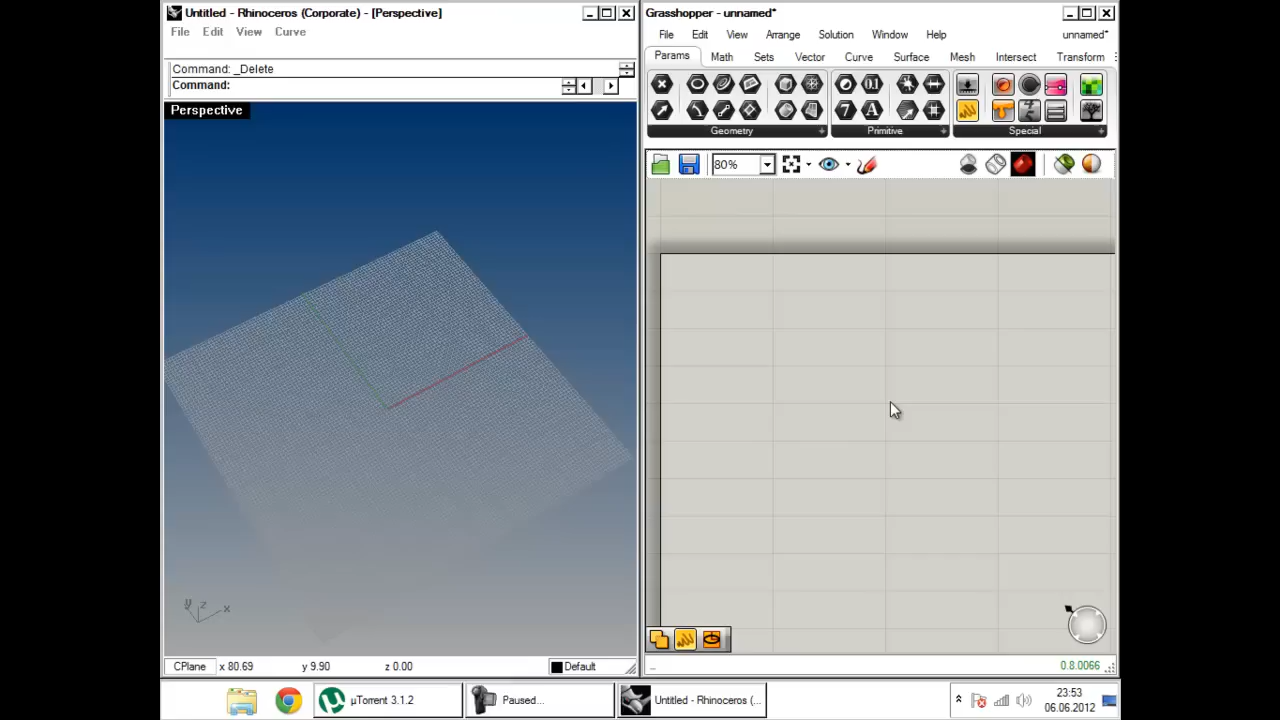 Untitled - Rhinoceros (Corporate) - [Perspective]
File Edit View Curve
Command: _Delete
Command:
Perspective
y z x
CPlane x 80.69 y 9.90 z 0.00 Default
Grasshopper - unnamed*
File Edit View Arrange Solution Window Help unnamed*
Params Math Sets Vector Curve Surface Mesh Intersect Transform
0.1
7 A
Geometry Primitive Special
80%
0.8.0066
µTorrent 3.1.2 Paused... Untitled - Rhinoceros (... 23:53
06.06.2012